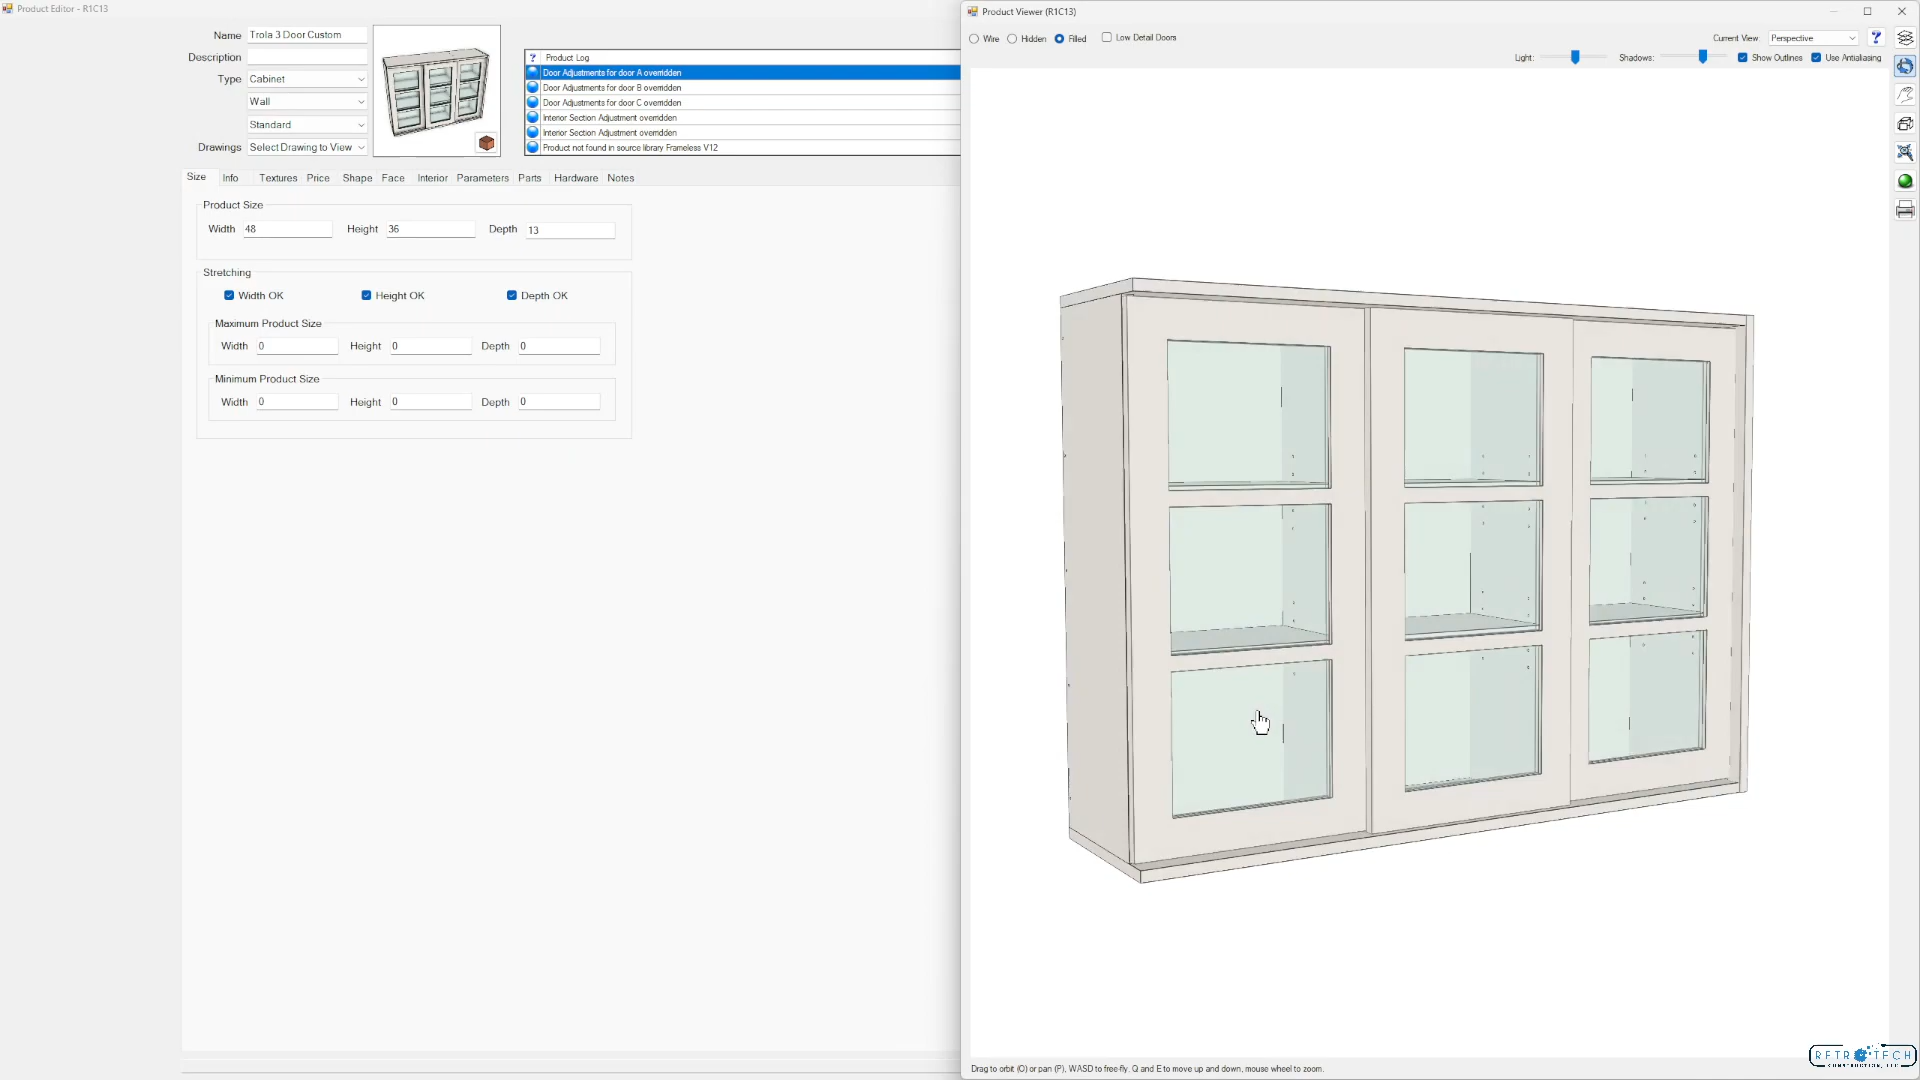 Product Editor - R1C13
Name Trola 3 Door Custom
Description
Type Cabinet
Wall
Standard
Drawings Select Drawing to View
? Product Log
Door Adjustments for door A overridden
Door Adjustments for door B overridden
Door Adjustments for door C overridden
Interior Section Adjustment overridden
Interior Section Adjustment overridden
Product not found in source library Frameless V12
Size Info Textures Price Shape Face Interior Parameters Parts Hardware Notes
Product Size
Width 48 Height 36 Depth 13
Stretching
Width OK Height OK Depth OK
Maximum Product Size
Width 0 Height 0 Depth 0
Minimum Product Size
Width 0 Height 0 Depth 0
Product Viewer (R1C13)
Wire Hidden Filled Low Detail Doors
Current View: Perspective ?
Light: Shadows: Show Outlines Use Antialiasing
Drag to orbit (O) or pan (P), WASD to free-fly. Q and E to move up and down, mouse wheel to zoom.
RETROTECH
CONSTRUCTION, LLC